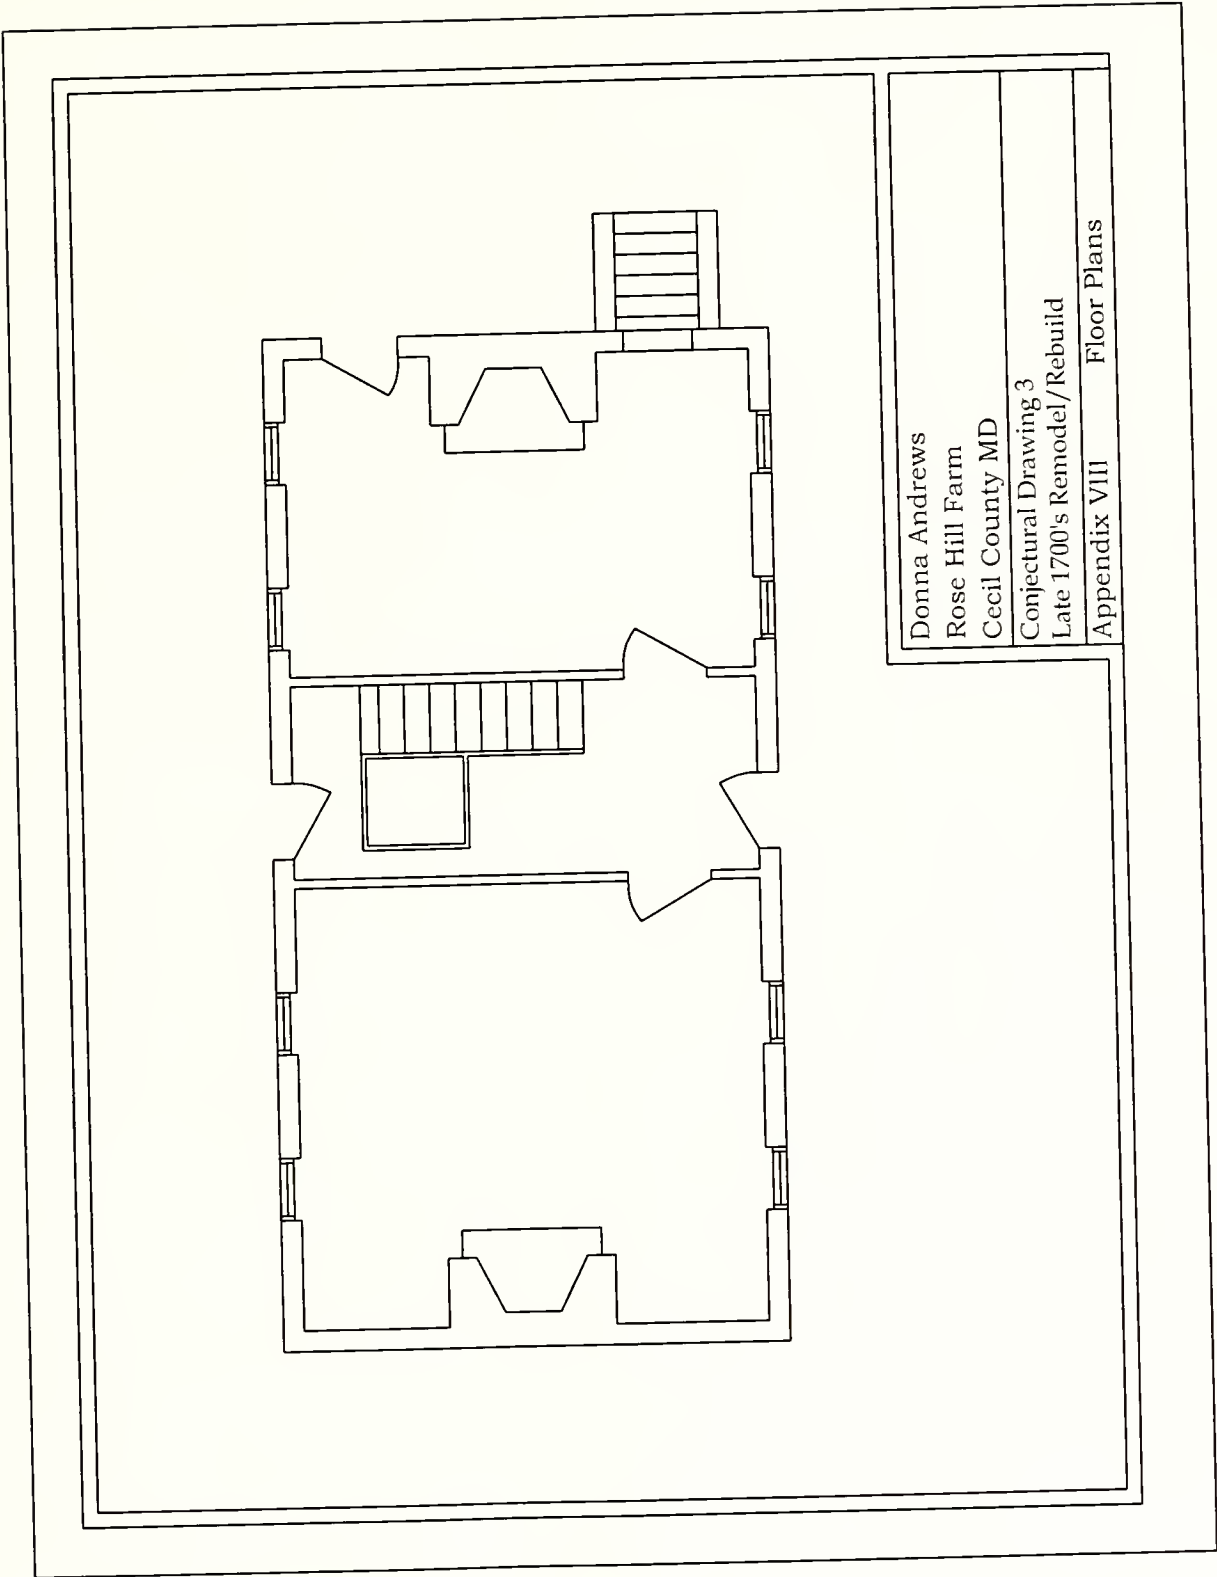 Donna Andrews
Rose Hill Farm
Cecil County MD
Conjectural Drawing 3
Late 1700's Remodel/Rebuild
Appendix VIII Floor Plans